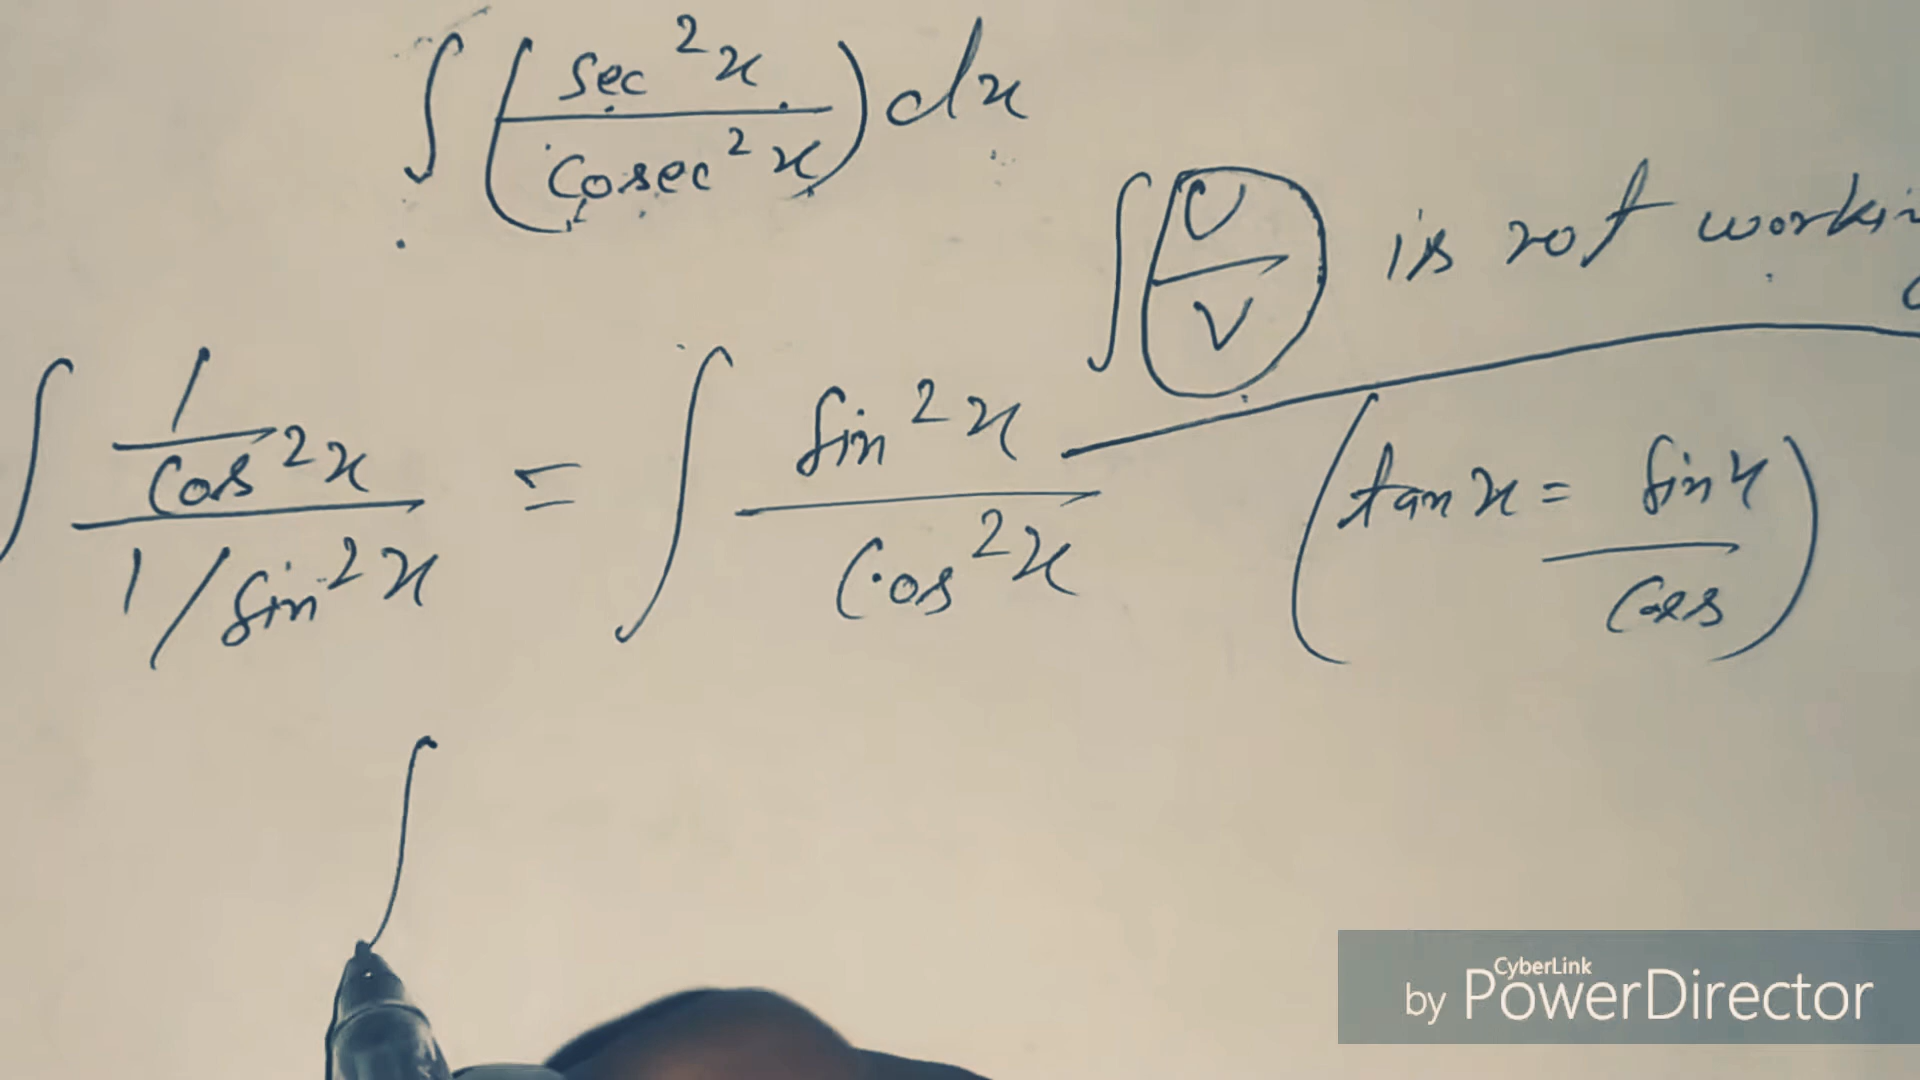 ∫ (sec²x / cosec²x) dx
∫ U/V is not workin
∫ (1/cos²x) / (1/sin²x) = ∫ sin²x / cos²x (tan x = sin x / cos)
∫
CyberLink
by PowerDirector